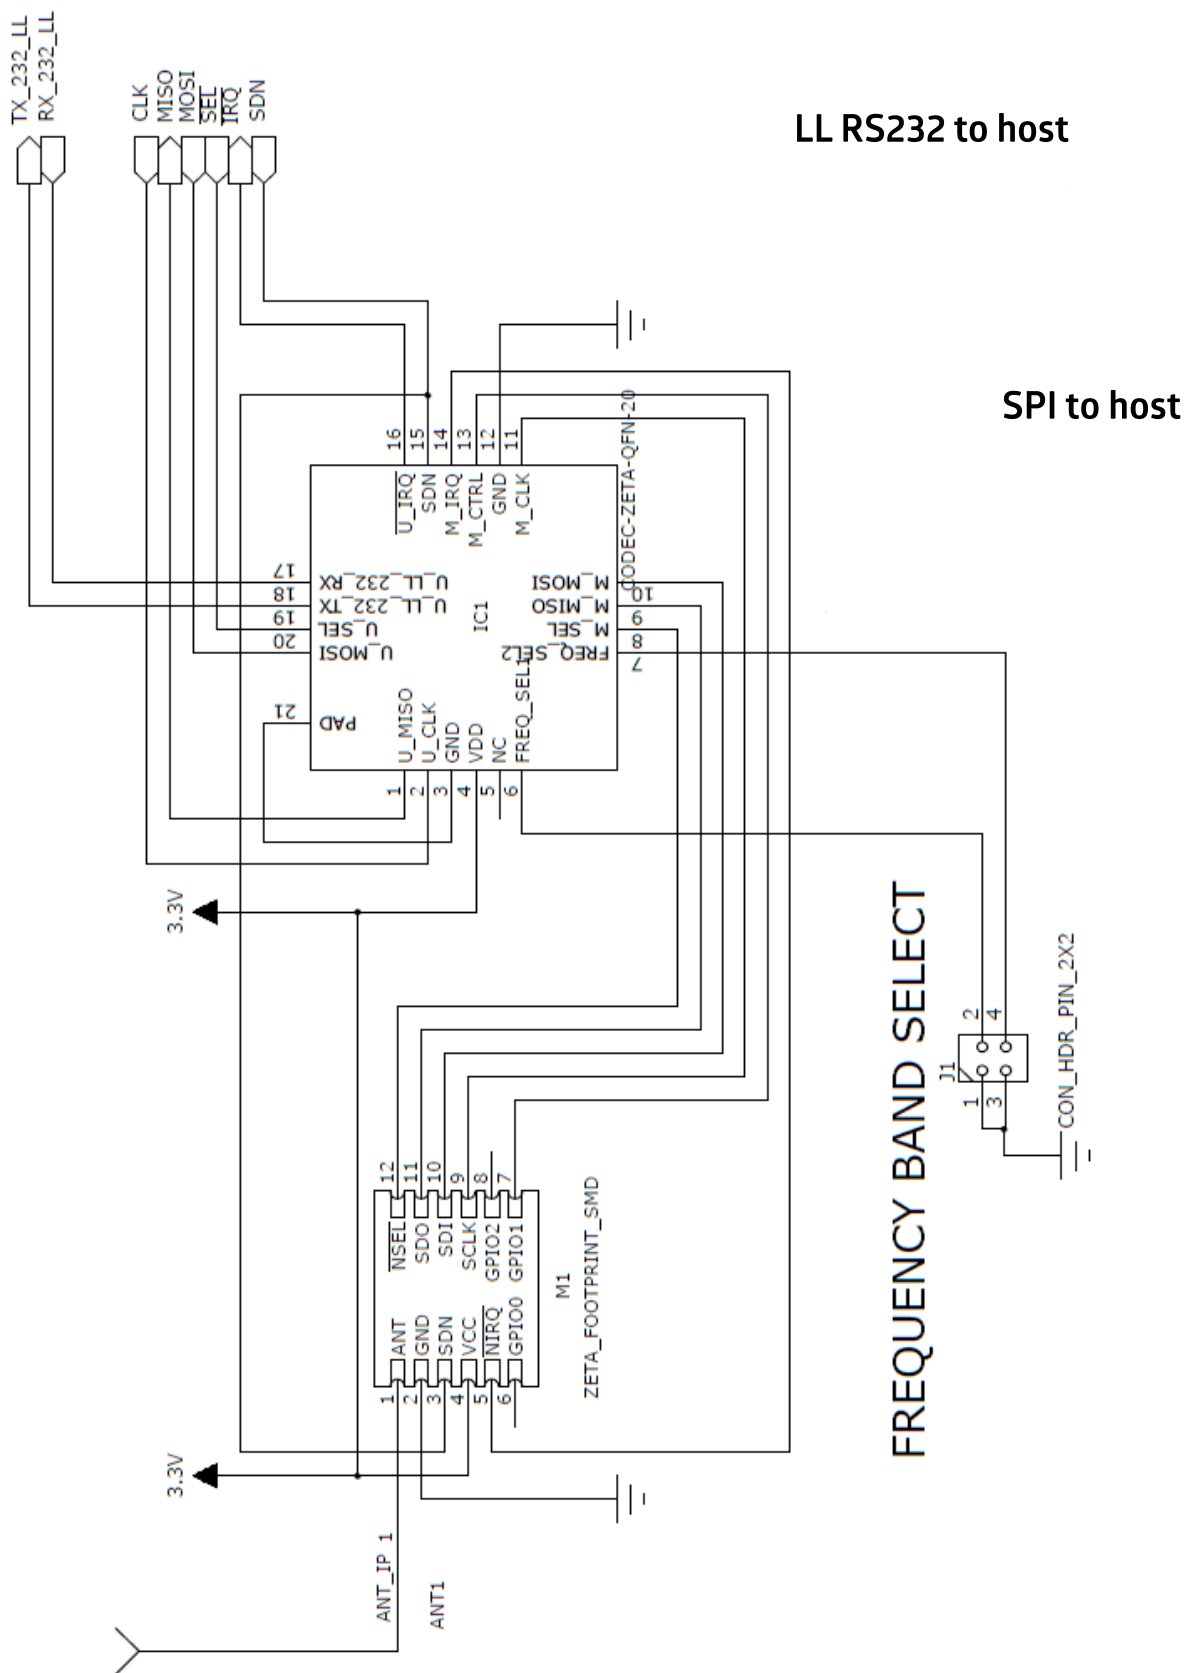 TX_232_LL
RX_232_LL
CLK
MISO
MOSI
SEL
IRQ
SDN
LL RS232 to host
SPI to host
16
15
14
13
12
11
U_IRQ
SDN
M_IRQ
M_CTRL
GND
M_CLK
CODEC-ZETA-QFN-20
17
18
19
20
21
U_LL_232_RX
U_LL_232_TX
U_SEL
U_MOSI
PAD
IC1
M_MOSI
M_MISO
M_SEL
FREQ_SEL2
10
9
8
7
U_MISO
U_CLK
GND
VDD
NC
FREQ_SEL1
1
2
3
4
5
6
3.3V
FREQUENCY BAND SELECT
J1
2
4
1
3
CON_HDR_PIN_2X2
12
11
10
9
8
7
NSEL
SDO
SDI
SCLK
GPIO2
GPIO1
ANT
GND
SDN
VCC
NIRQ
GPIO0
1
2
3
4
5
6
M1
ZETA_FOOTPRINT_SMD
3.3V
ANT_IP 1
ANT1